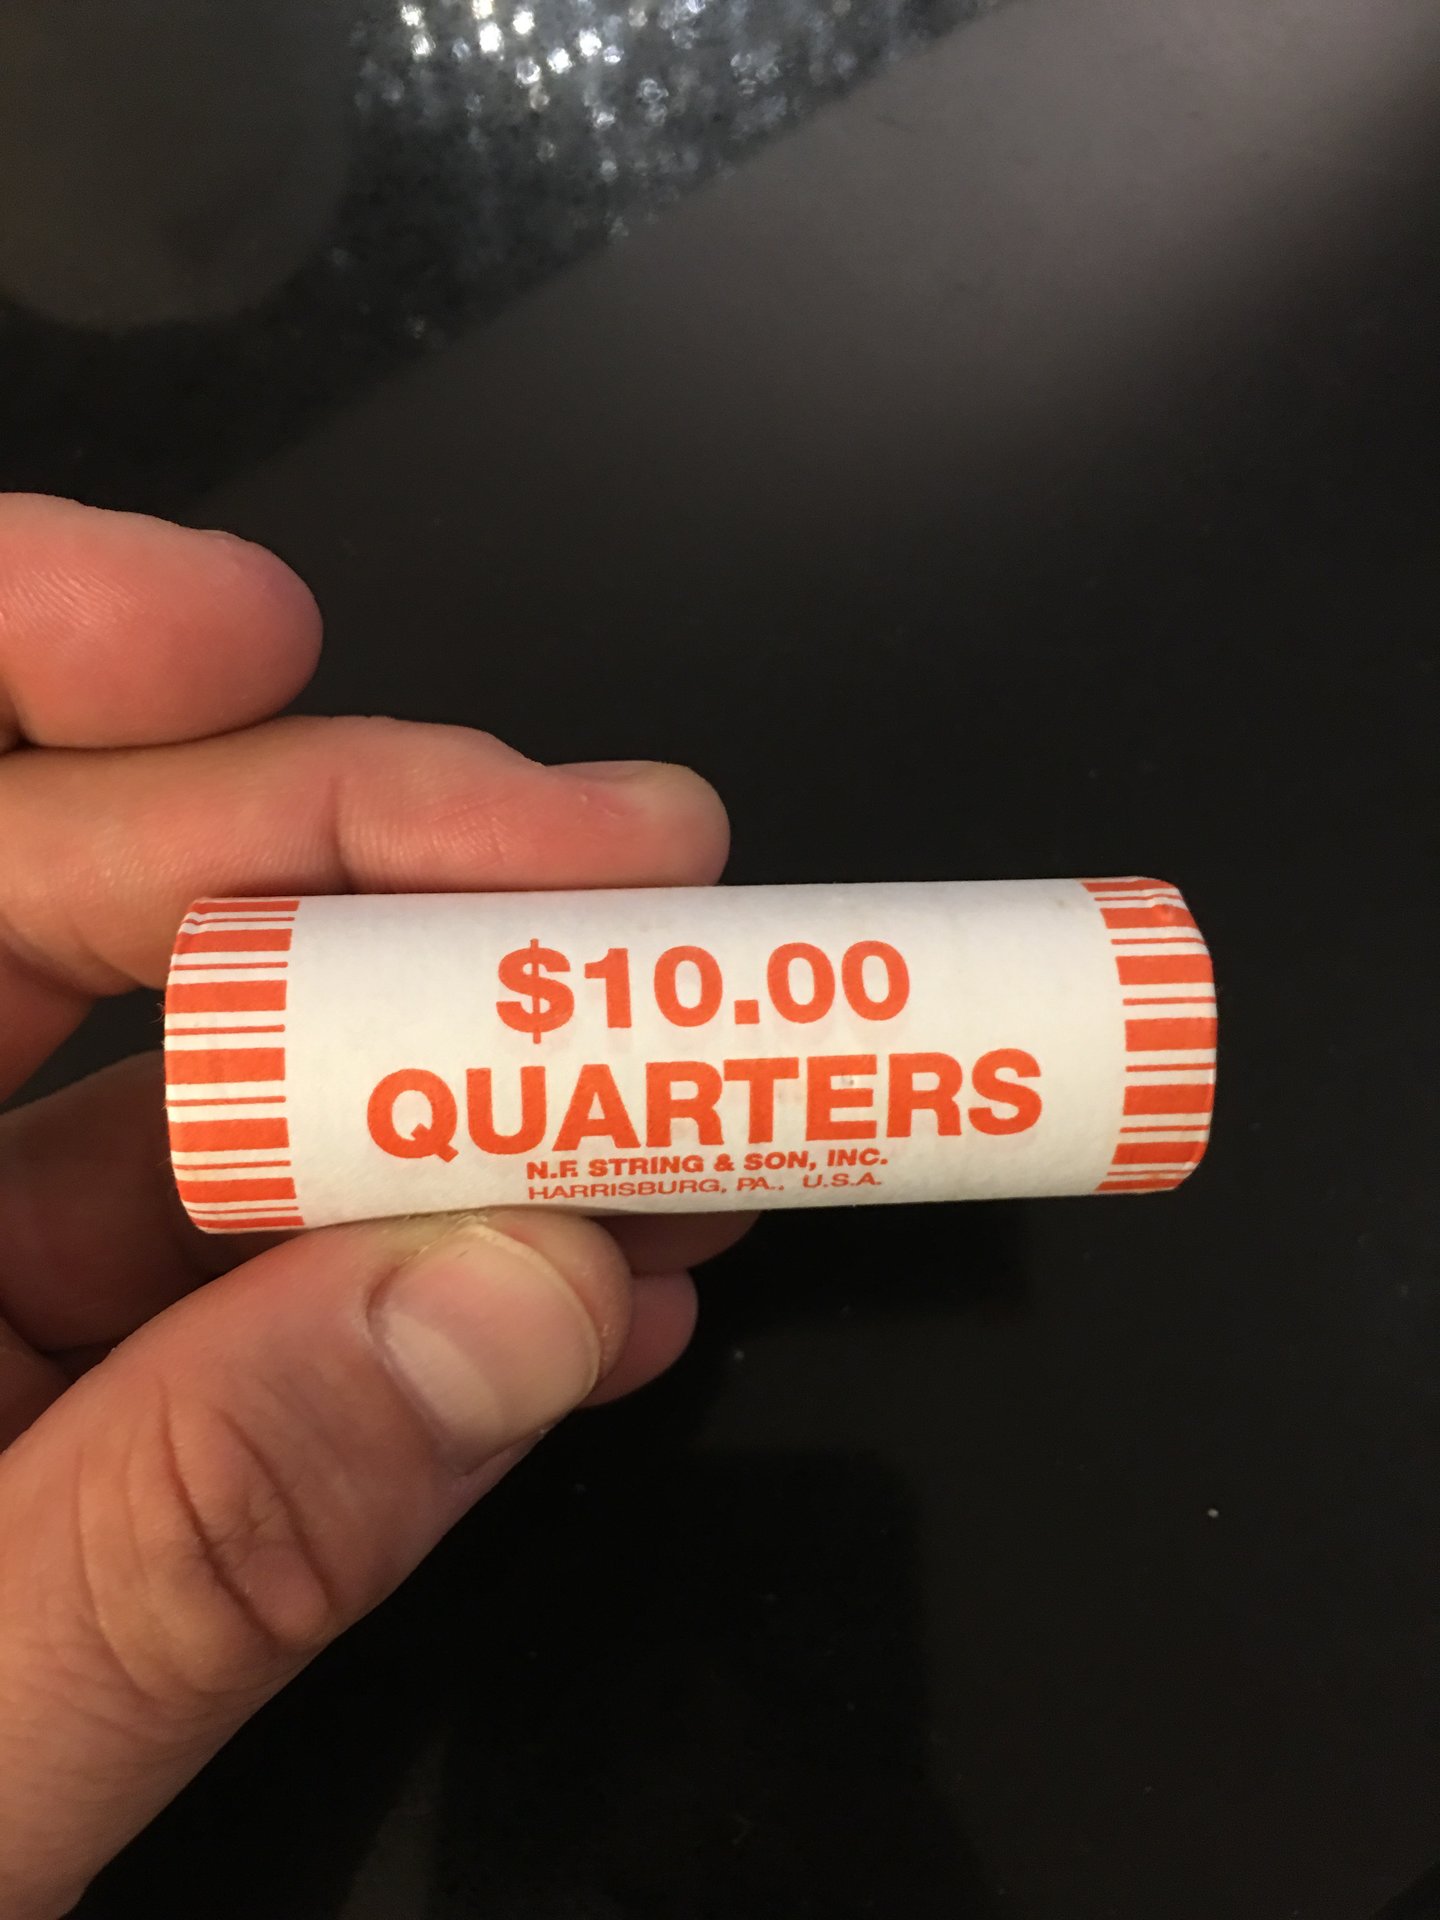 $10.00
QUARTERS
N.F. STRING & SON, INC.
HARRISBURG, PA., U.S.A.